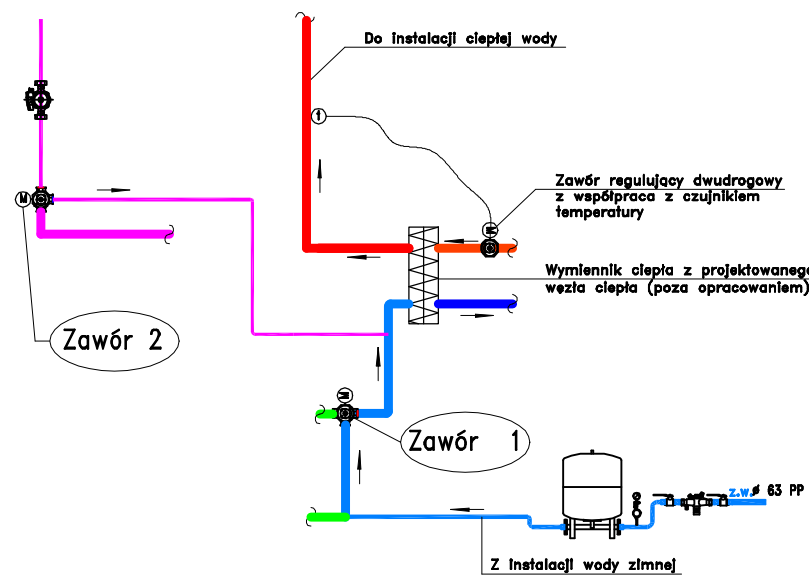 Do instalacji ciepłej wody
t
M
Zawór regulujący dwudrogowy
z współpraca z czujnikiem
temperatury
M
Wymiennik ciepła z projektowanego
węzła ciepła (poza opracowaniem)
Zawór 2
M
Zawór 1
z.w.ø 63 PP
Z instalacji wody zimnej